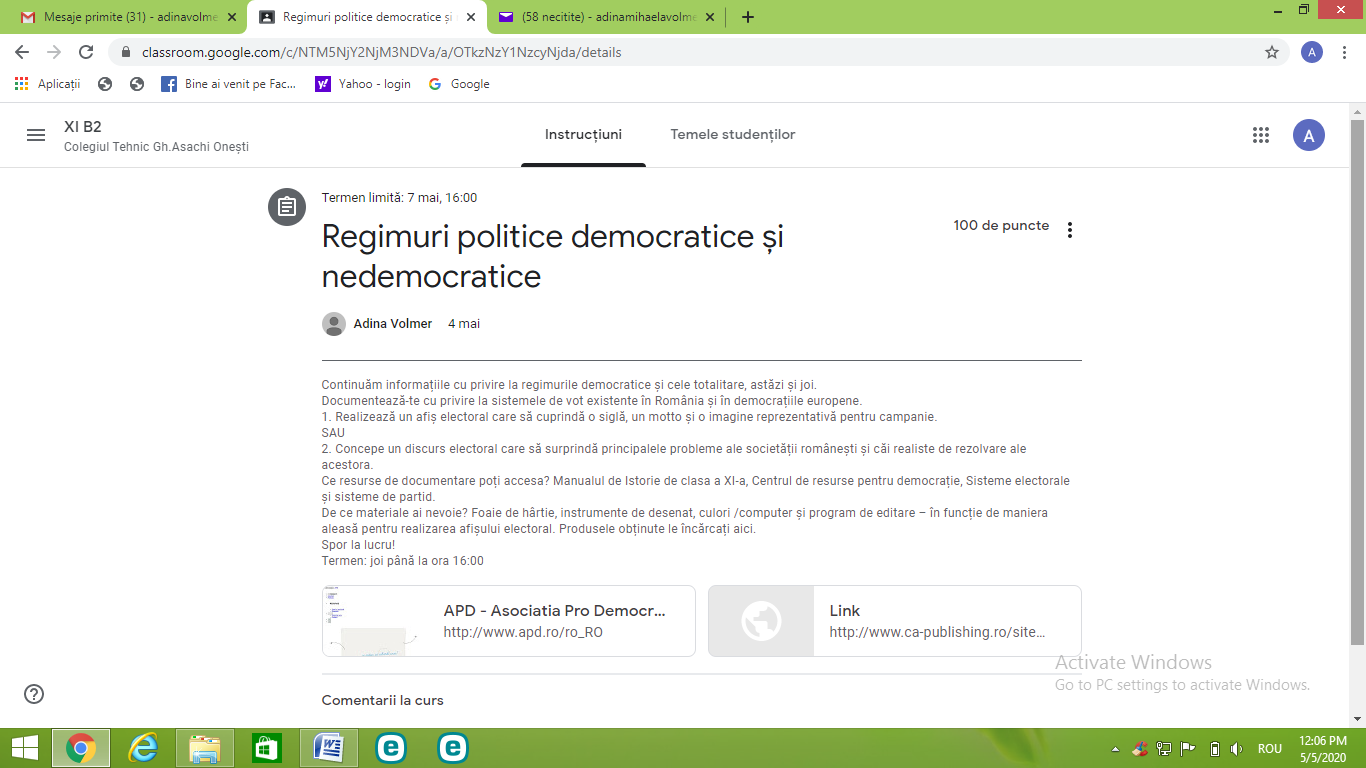 Mesaje primite (31) - adinavolme
Regimuri politice democratice și
(58 necitite) - adinamihaelavolme
classroom.google.com/c/NTM5NjY2NjM3NDVa/a/OTkzNzY1NzcyNjda/details
A
Aplicații
Bine ai venit pe Fac...
Yahoo - login
Google
XI B2
Colegiul Tehnic Gh.Asachi Onești
Instrucțiuni
Temele studenților
A
Termen limită: 7 mai, 16:00
Regimuri politice democratice și
nedemocratice
100 de puncte
Adina Volmer 4 mai
Continuăm informațiile cu privire la regimurile democratice și cele totalitare, astăzi și joi.
Documentează-te cu privire la sistemele de vot existente în România și în democrațiile europene.
1. Realizează un afiș electoral care să cuprindă o siglă, un motto și o imagine reprezentativă pentru campanie.
SAU
2. Concepe un discurs electoral care să surprindă principalele probleme ale societății românești și căi realiste de rezolvare ale
acestora.
Ce resurse de documentare poți accesa? Manualul de Istorie de clasa a XI-a, Centrul de resurse pentru democrație, Sisteme electorale
și sisteme de partid.
De ce materiale ai nevoie? Foaie de hârtie, instrumente de desenat, culori /computer și program de editare – în funcție de maniera
aleasă pentru realizarea afișului electoral. Produsele obținute le încărcați aici.
Spor la lucru!
Termen: joi până la ora 16:00
APD - Asociatia Pro Democr...
http://www.apd.ro/ro_RO
Link
http://www.ca-publishing.ro/site...
Activate Windows
Go to PC settings to activate Windows.
Comentarii la curs
ROU
12:06 PM
5/5/2020